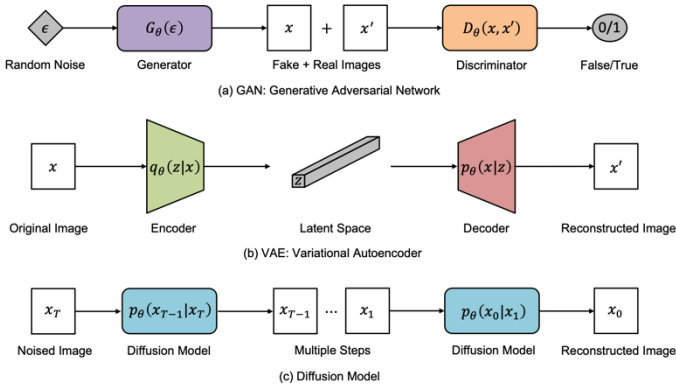 ϵ G_θ(ϵ) x + x′ D_θ(x, x′) 0/1
Random Noise Generator Fake + Real Images Discriminator False/True
(a) GAN: Generative Adversarial Network
x q_θ(z|x) z p_θ(x|z) x′
Original Image Encoder Latent Space Decoder Reconstructed Image
(b) VAE: Variational Autoencoder
x_T p_θ(x_{T−1}|x_T) x_{T−1} ... x_1 p_θ(x_0|x_1) x_0
Noised Image Diffusion Model Multiple Steps Diffusion Model Reconstructed Image
(c) Diffusion Model